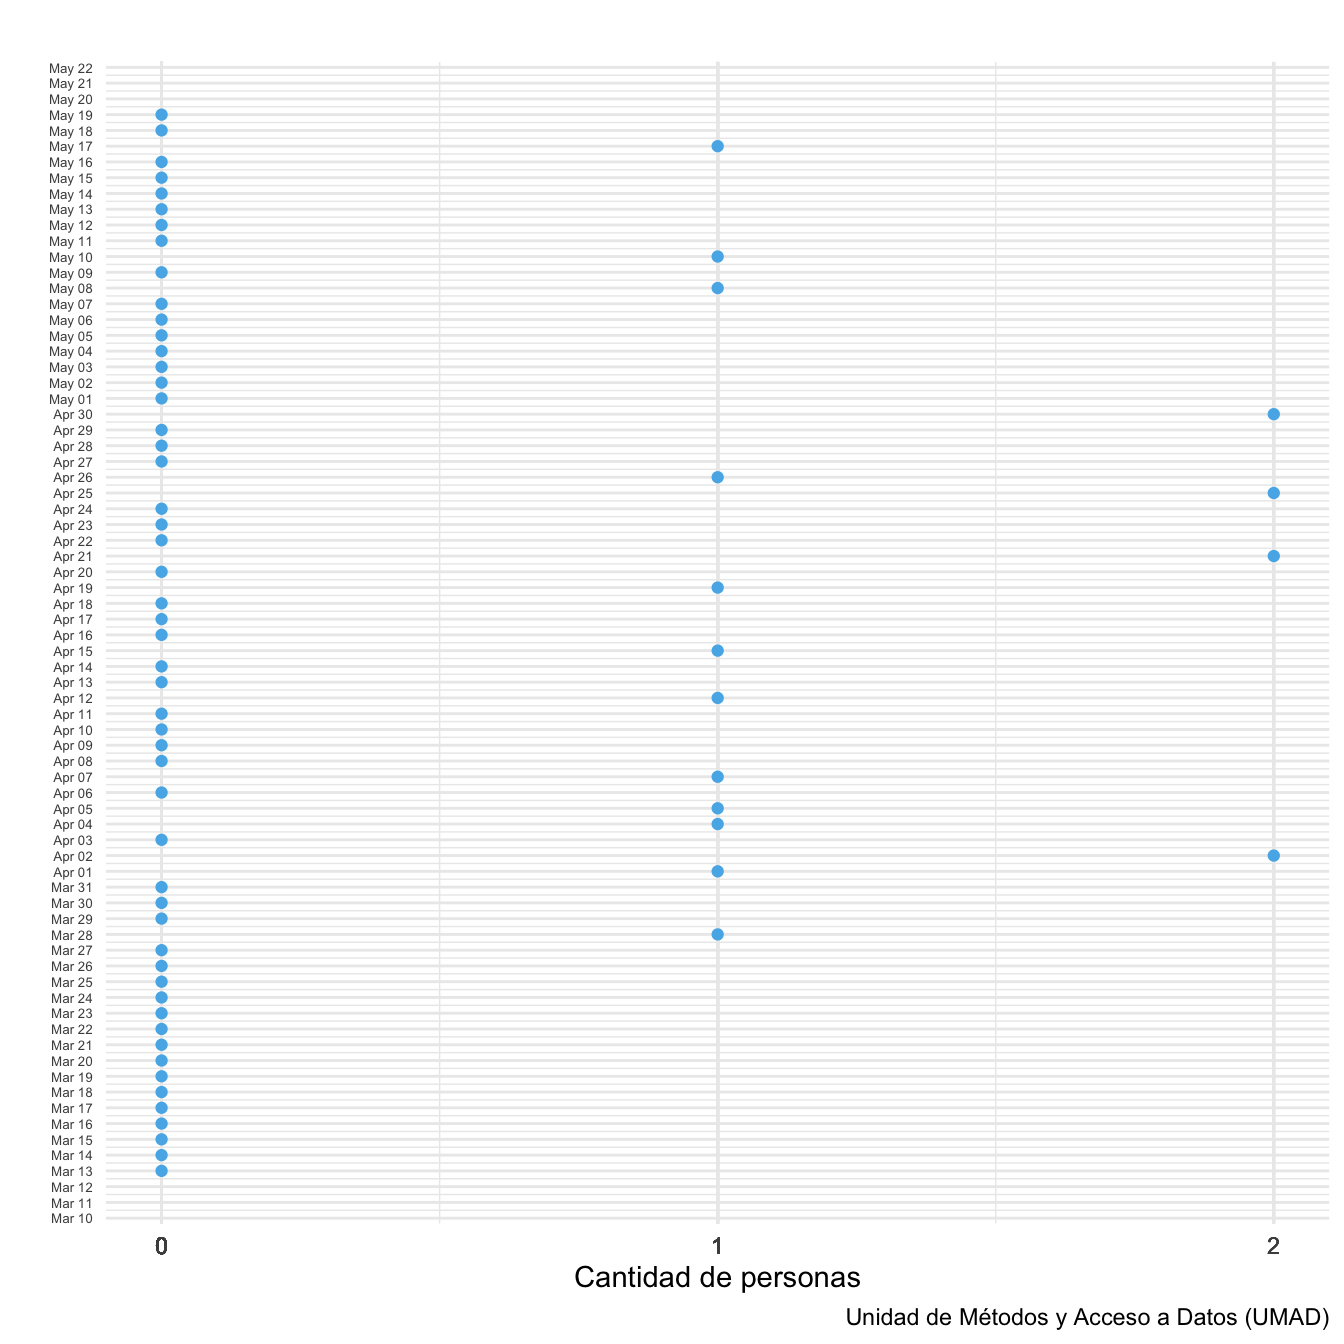 May 22
May 21
May 20
May 19
May 18
May 17
May 16
May 15
May 14
May 13
May 12
May 11
May 10
May 09
May 08
May 07
May 06
May 05
May 04
May 03
May 02
May 01
Apr 30
Apr 29
Apr 28
Apr 27
Apr 26
Apr 25
Apr 24
Apr 23
Apr 22
Apr 21
Apr 20
Apr 19
Apr 18
Apr 17
Apr 16
Apr 15
Apr 14
Apr 13
Apr 12
Apr 11
Apr 10
Apr 09
Apr 08
Apr 07
Apr 06
Apr 05
Apr 04
Apr 03
Apr 02
Apr 01
Mar 31
Mar 30
Mar 29
Mar 28
Mar 27
Mar 26
Mar 25
Mar 24
Mar 23
Mar 22
Mar 21
Mar 20
Mar 19
Mar 18
Mar 17
Mar 16
Mar 15
Mar 14
Mar 13
Mar 12
Mar 11
Mar 10
0 1 2
Cantidad de personas
Unidad de Métodos y Acceso a Datos (UMAD)